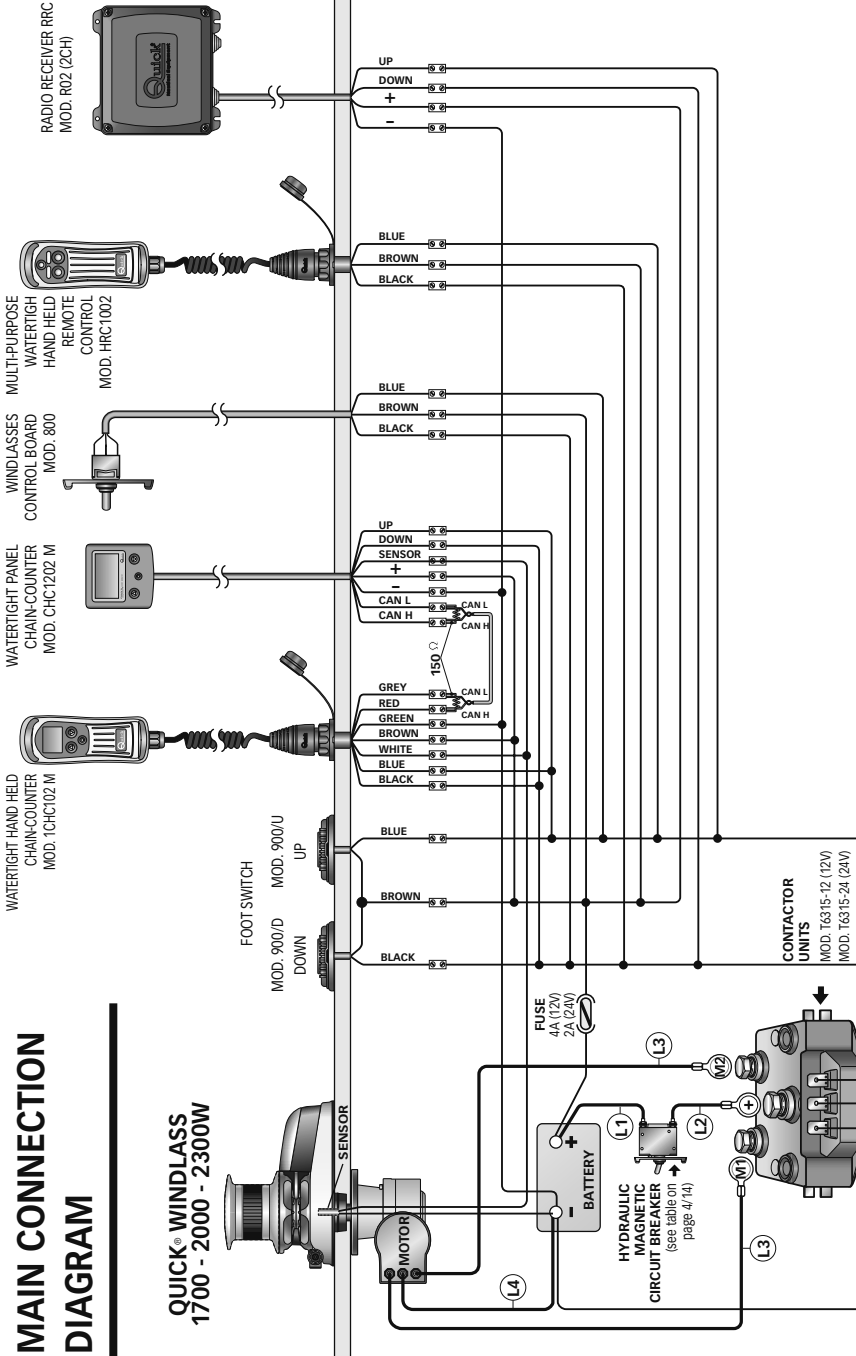 MAIN CONNECTION
DIAGRAM
QUICK® WINDLASS
1700 - 2000 - 2300W
SENSOR
MOTOR
FOOT SWITCH
MOD. 900/D
DOWN
MOD. 900/U
UP
WATERTIGHT HAND HELD
CHAIN-COUNTER
MOD. 1CHC102 M
WATERTIGHT PANEL
CHAIN-COUNTER
MOD. CHC1202 M
WINDLASSES
CONTROL BOARD
MOD. 800
MULTI-PURPOSE
WATERTIGH
HAND HELD
REMOTE
CONTROL
MOD. HRC1002
RADIO RECEIVER RRC
MOD. R02 (2CH)
Quick
BLACK
BROWN
BLUE
BLACK
BLUE
WHITE
BROWN
GREEN
RED
GREY
CAN H
CAN L
150 Ω
CAN H
CAN L
CAN H
CAN L
–
+
SENSOR
DOWN
UP
BLACK
BROWN
BLUE
BLACK
BROWN
BLUE
–
+
DOWN
UP
FUSE
4A (12V)
2A (24V)
BATTERY
–
+
L4
L1
L2
L3
L3
HYDRAULIC
MAGNETIC
CIRCUIT BREAKER
(see table on
page 4/14)
M1
+
M2
CONTACTOR
UNITS
MOD. T6315-12 (12V)
MOD. T6315-24 (24V)